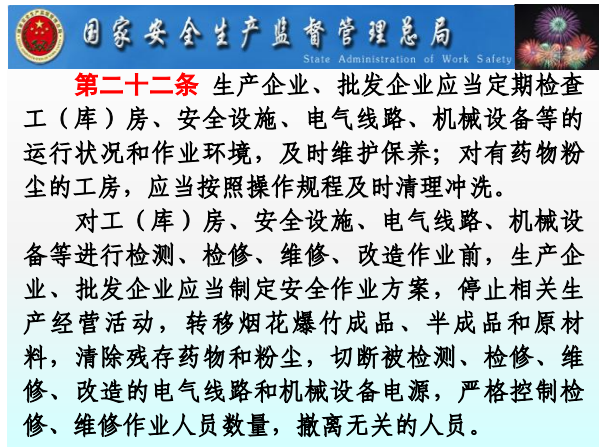 国家安全生产监督管理总局
State Administration of Work Safety
第二十二条 生产企业、批发企业应当定期检查
工（库）房、安全设施、电气线路、机械设备等的
运行状况和作业环境，及时维护保养；对有药物粉
尘的工房，应当按照操作规程及时清理冲洗。
对工（库）房、安全设施、电气线路、机械设
备等进行检测、检修、维修、改造作业前，生产企
业、批发企业应当制定安全作业方案，停止相关生
产经营活动，转移烟花爆竹成品、半成品和原材
料，清除残存药物和粉尘，切断被检测、检修、维
修、改造的电气线路和机械设备电源，严格控制检
修、维修作业人员数量，撤离无关的人员。